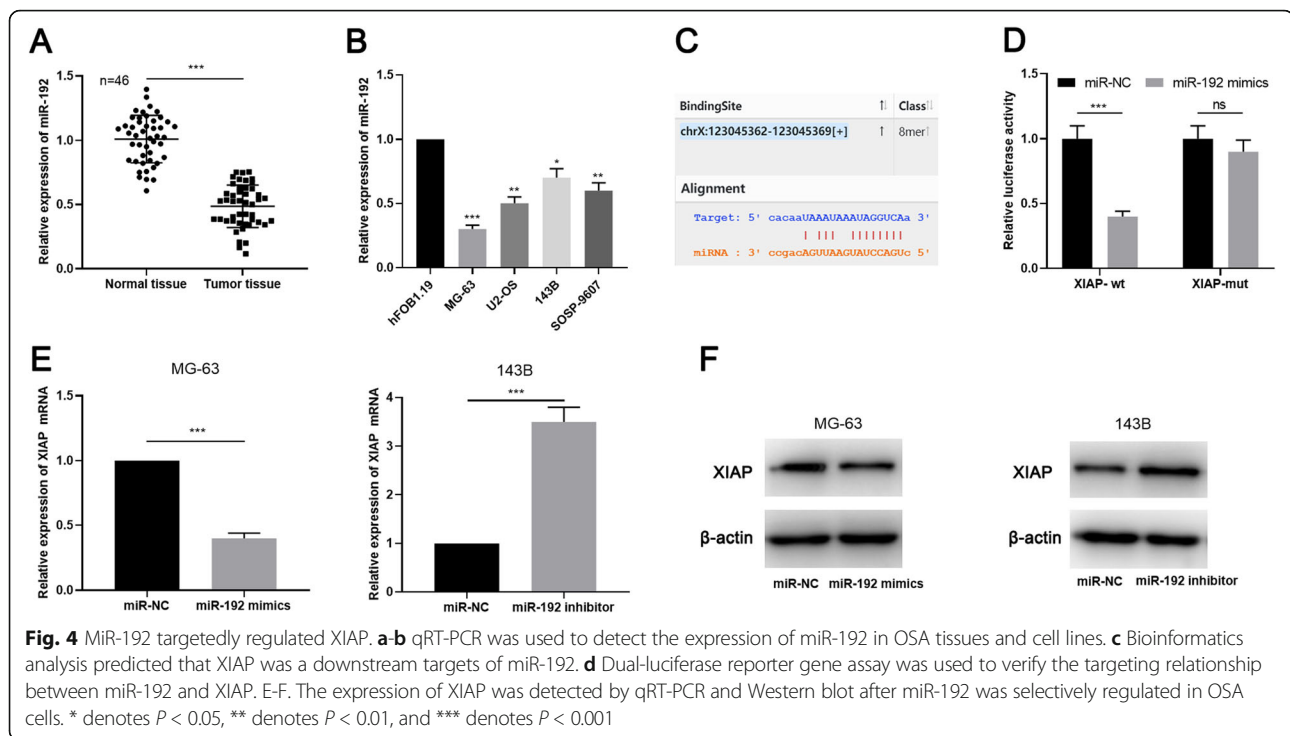 A
n=46
***
Relative expression of miR-192
1.5
1.0
0.5
0.0
Normal tissue
Tumor tissue
B
Relative expression of miR-192
1.5
1.0
0.5
0.0
***
**
*
**
hFOB1.19
MG-63
U2-OS
143B
SOSP-9607
C
BindingSite ↑↓ Class↑↓
chrX:123045362-123045369[+] ↑ 8mer↑
Alignment
Target: 5' cacaaUAAAUAAAUAGGUCAa 3'
miRNA : 3' ccgacAGUUAAGUAUCCAGUc 5'
D
miR-NC miR-192 mimics
Relative luciferase activity
1.5
1.0
0.5
0.0
***
ns
XIAP- wt
XIAP-mut
E
MG-63
Relative expression of XIAP mRNA
1.5
1.0
0.5
0.0
***
miR-NC
miR-192 mimics
143B
Relative expression of XIAP mRNA
4
3
2
1
0
***
miR-NC
miR-192 inhibitor
F
MG-63
XIAP
β-actin
miR-NC miR-192 mimics
143B
XIAP
β-actin
miR-NC miR-192 inhibitor
Fig. 4 MiR-192 targetedly regulated XIAP. a-b qRT-PCR was used to detect the expression of miR-192 in OSA tissues and cell lines. c Bioinformatics
analysis predicted that XIAP was a downstream targets of miR-192. d Dual-luciferase reporter gene assay was used to verify the targeting relationship
between miR-192 and XIAP. E-F. The expression of XIAP was detected by qRT-PCR and Western blot after miR-192 was selectively regulated in OSA
cells. * denotes P < 0.05, ** denotes P < 0.01, and *** denotes P < 0.001